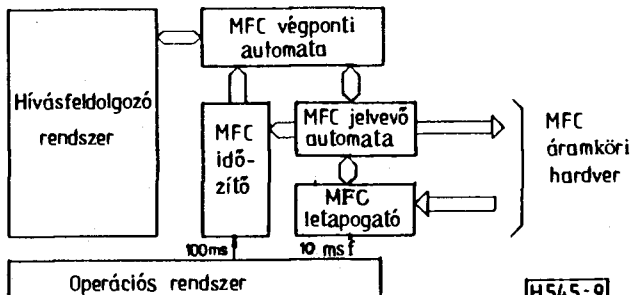 MFC végponti
automata
Hívásfeldolgozó
rendszer
MFC
idő-
zítő
MFC jelvevő
automata
MFC
letapogató
MFC
áramköri
hardver
100ms
10 ms
Operációs rendszer
H545-9